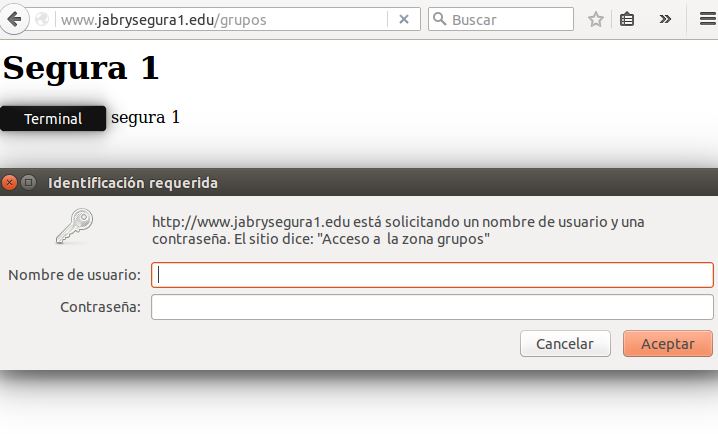 www.jabrysegura1.edu/grupos
Buscar
Segura 1
Terminal segura 1
Identificación requerida
http://www.jabrysegura1.edu está solicitando un nombre de usuario y una
contraseña. El sitio dice: "Acceso a la zona grupos"
Nombre de usuario:
Contraseña:
Cancelar Aceptar